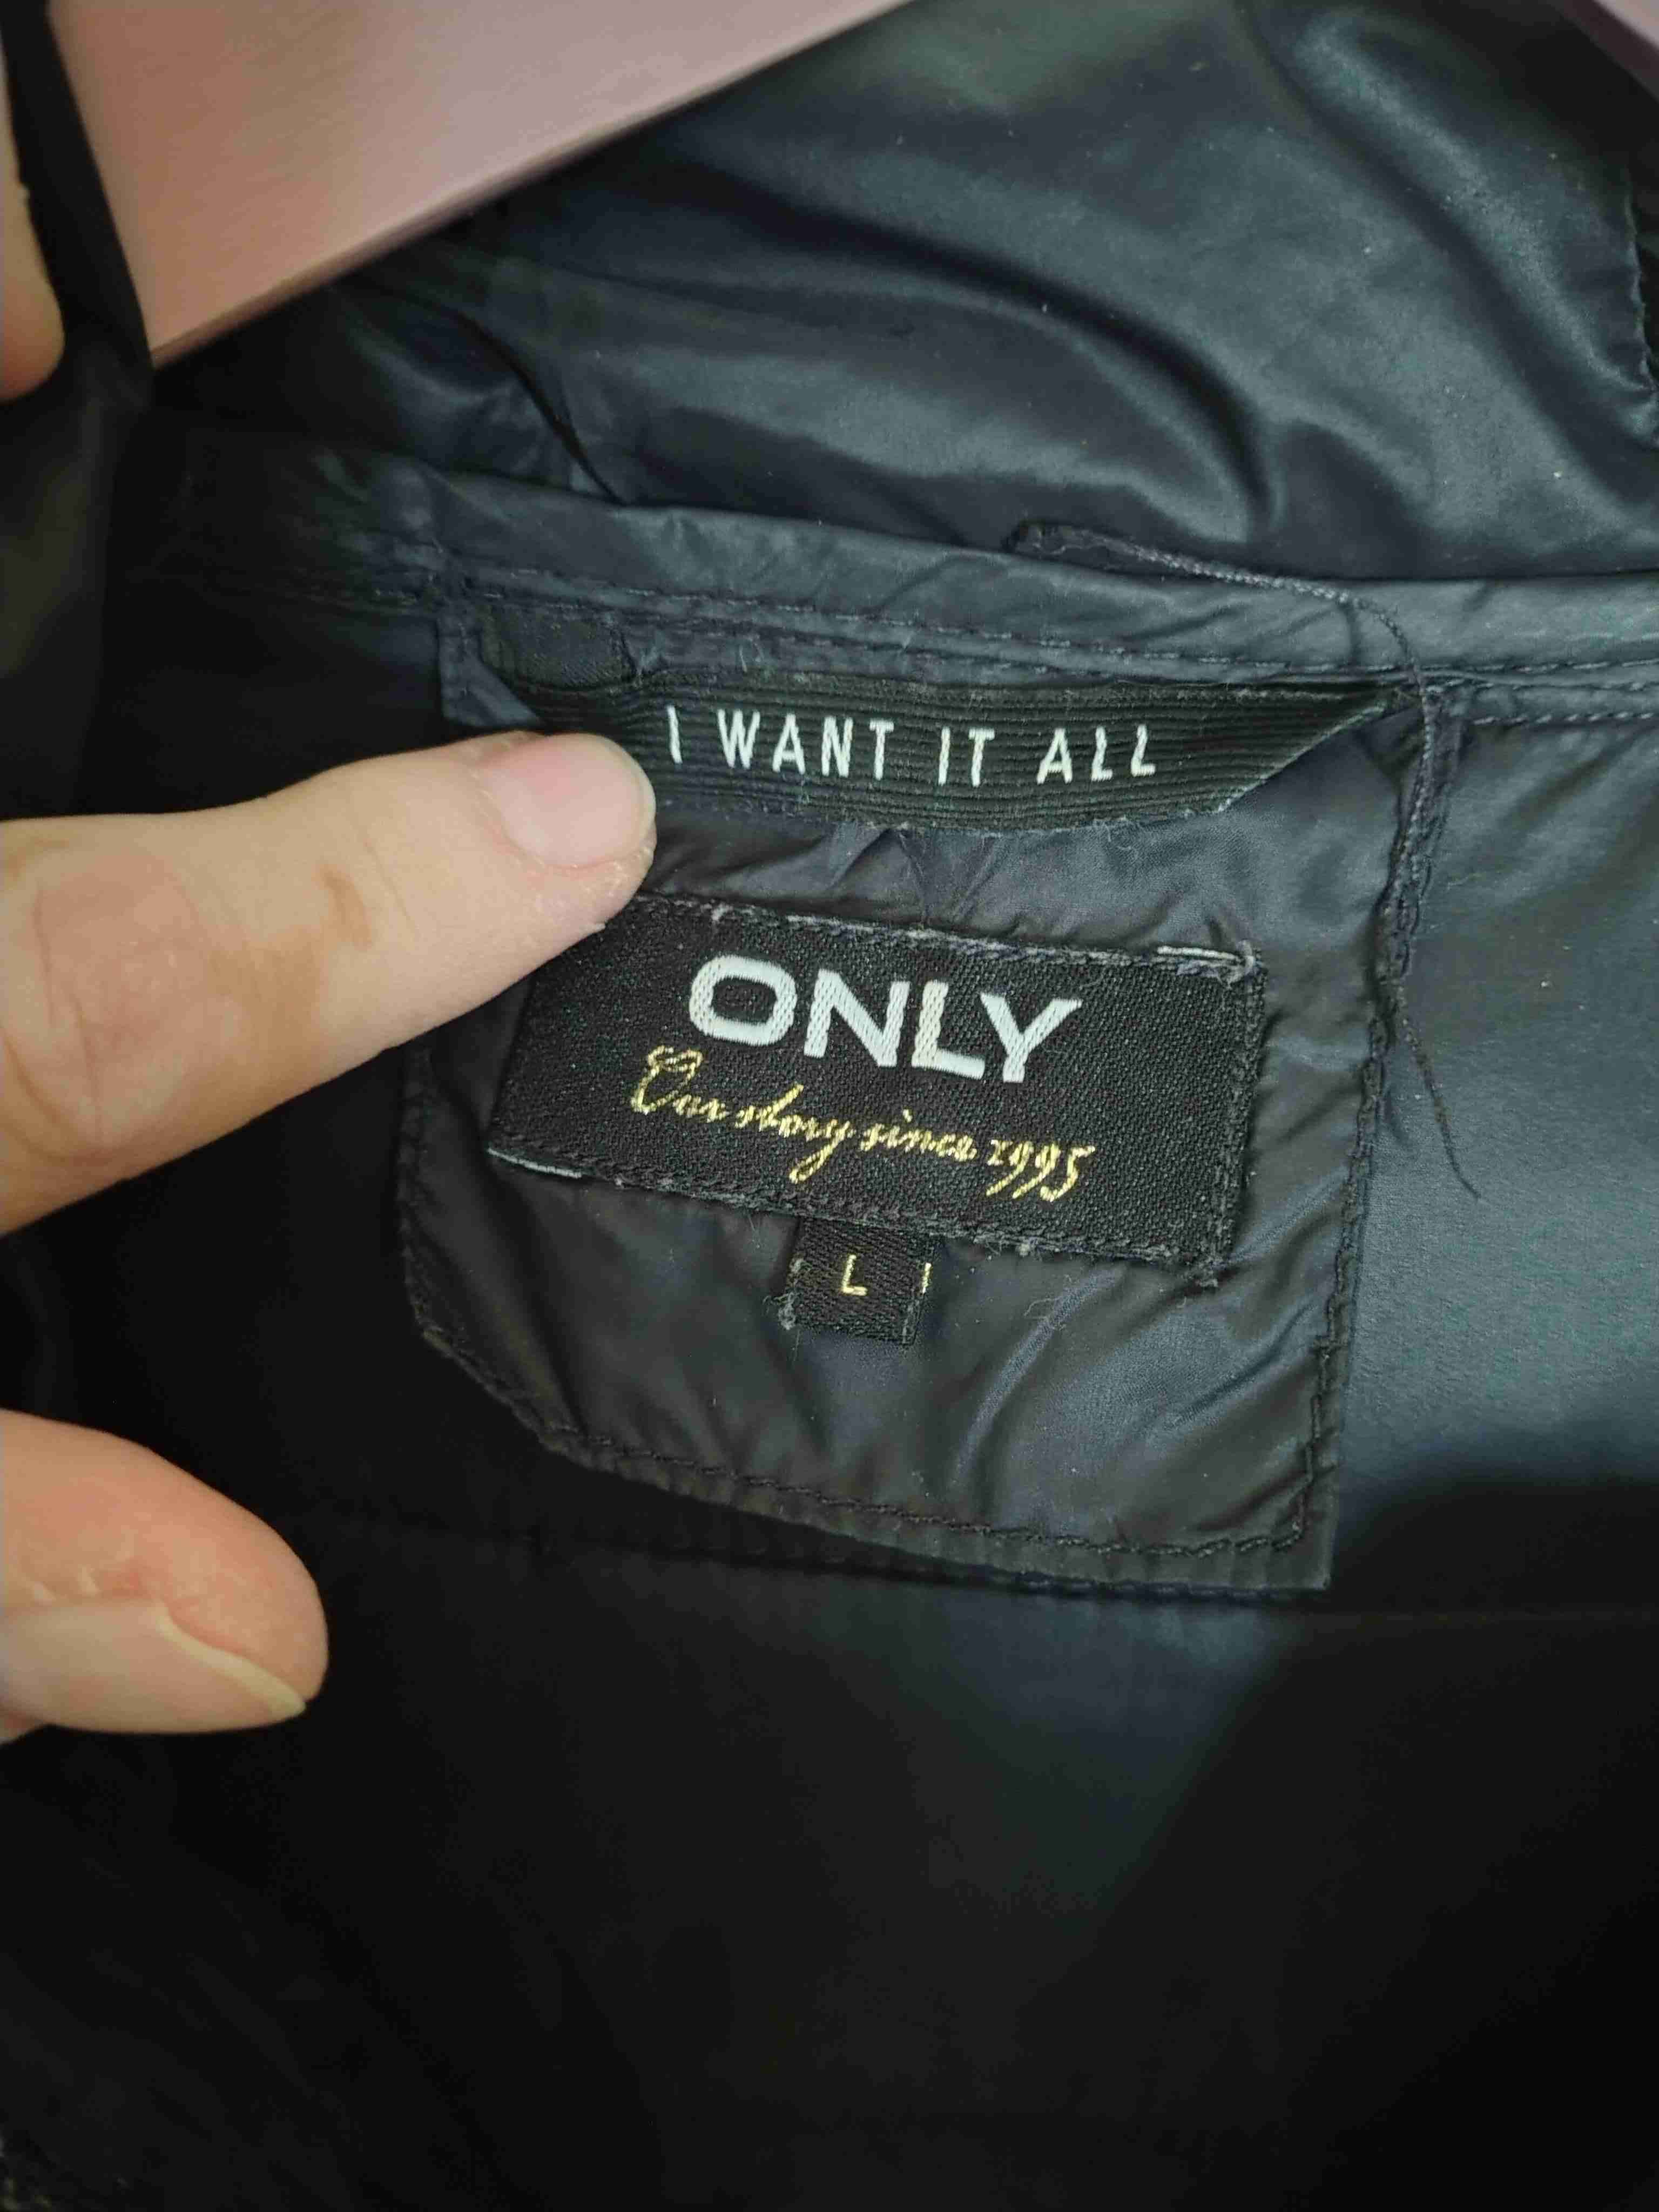 I WANT IT ALL
ONLY
Our story since 1995
L